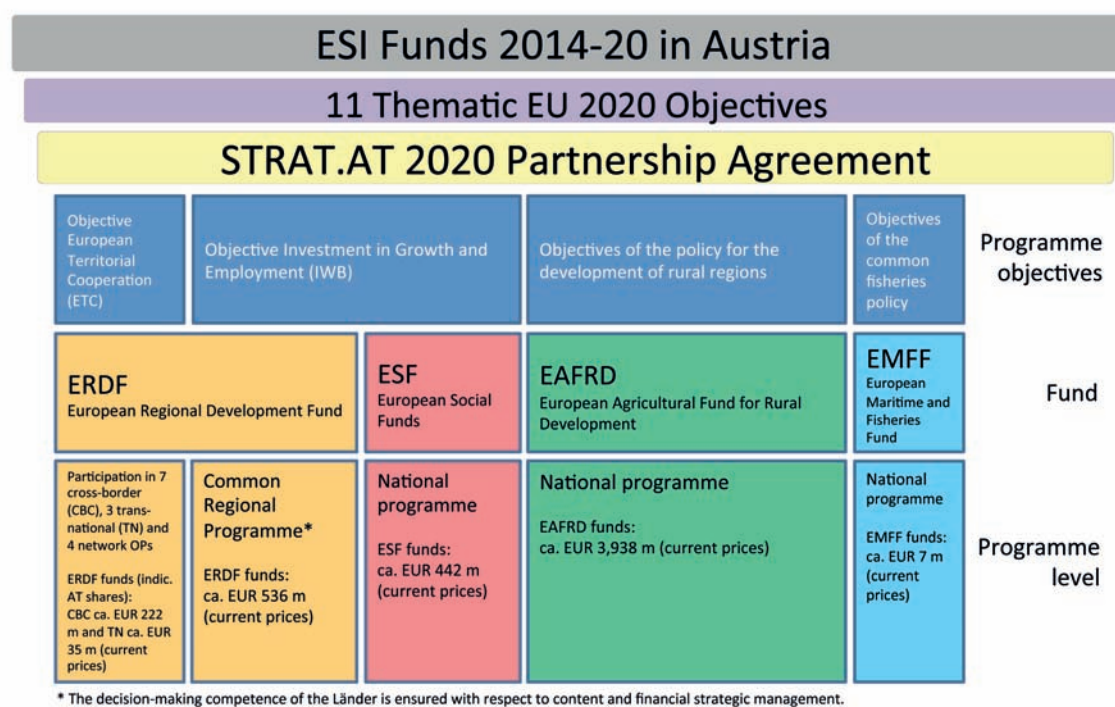 ESI Funds 2014-20 in Austria
11 Thematic EU 2020 Objectives
STRAT.AT 2020 Partnership Agreement
Objective
European
Territorial
Cooperation
(ETC)
Objective Investment in Growth and
Employment (IWB)
Objectives of the policy for the
development of rural regions
Objectives
of the
common
fisheries
policy
Programme
objectives
ERDF
European Regional Development Fund
ESF
European Social
Funds
EAFRD
European Agricultural Fund for Rural
Development
EMFF
European
Maritime and
Fisheries
Fund
Fund
Participation in 7
cross-border
(CBC), 3 trans-
national (TN) and
4 network OPs
ERDF funds (indic.
AT shares):
CBC ca. EUR 222
m and TN ca. EUR
35 m (current
prices)
Common
Regional
Programme*
ERDF funds:
ca. EUR 536 m
(current prices)
National
programme
ESF funds:
ca. EUR 442 m
(current prices)
National programme
EAFRD funds:
ca. EUR 3,938 m (current prices)
National
programme
EMFF funds:
ca. EUR 7 m
(current
prices)
Programme
level
* The decision-making competence of the Länder is ensured with respect to content and financial strategic management.